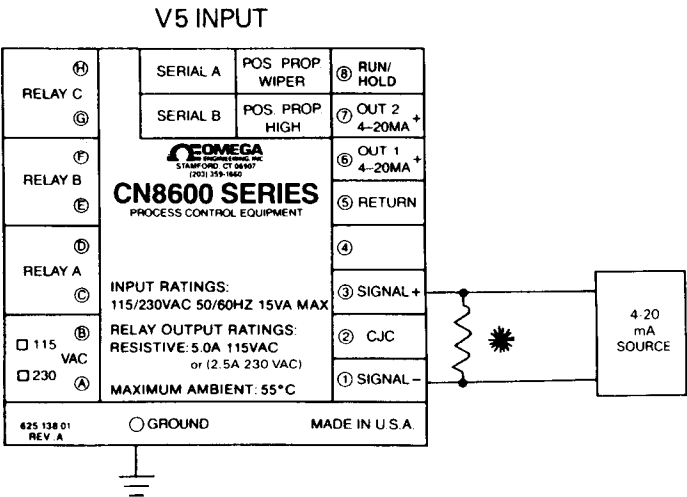 V5 INPUT
Ⓗ
RELAY C
Ⓖ
Ⓕ
RELAY B
Ⓔ
Ⓓ
RELAY A
Ⓒ
Ⓑ
□ 115
VAC
□ 230
Ⓐ
SERIAL A
POS PROP
WIPER
SERIAL B
POS. PROP
HIGH
⑧ RUN/
HOLD
⑦ OUT 2 +
4-20MA
⑥ OUT 1 +
4-20MA
⑤ RETURN
④
③ SIGNAL +
② CJC
① SIGNAL –
OMEGA
ENGINEERING, INC
STAMFORD, CT 06907
(203) 359-1660
CN8600 SERIES
PROCESS CONTROL EQUIPMENT
INPUT RATINGS:
115/230VAC 50/60HZ 15VA MAX
RELAY OUTPUT RATINGS:
RESISTIVE: 5.0A 115VAC
or (2.5A 230 VAC)
MAXIMUM AMBIENT: 55°C
4-20
mA
SOURCE
625 138 01
REV. A
GROUND
MADE IN U.S.A.